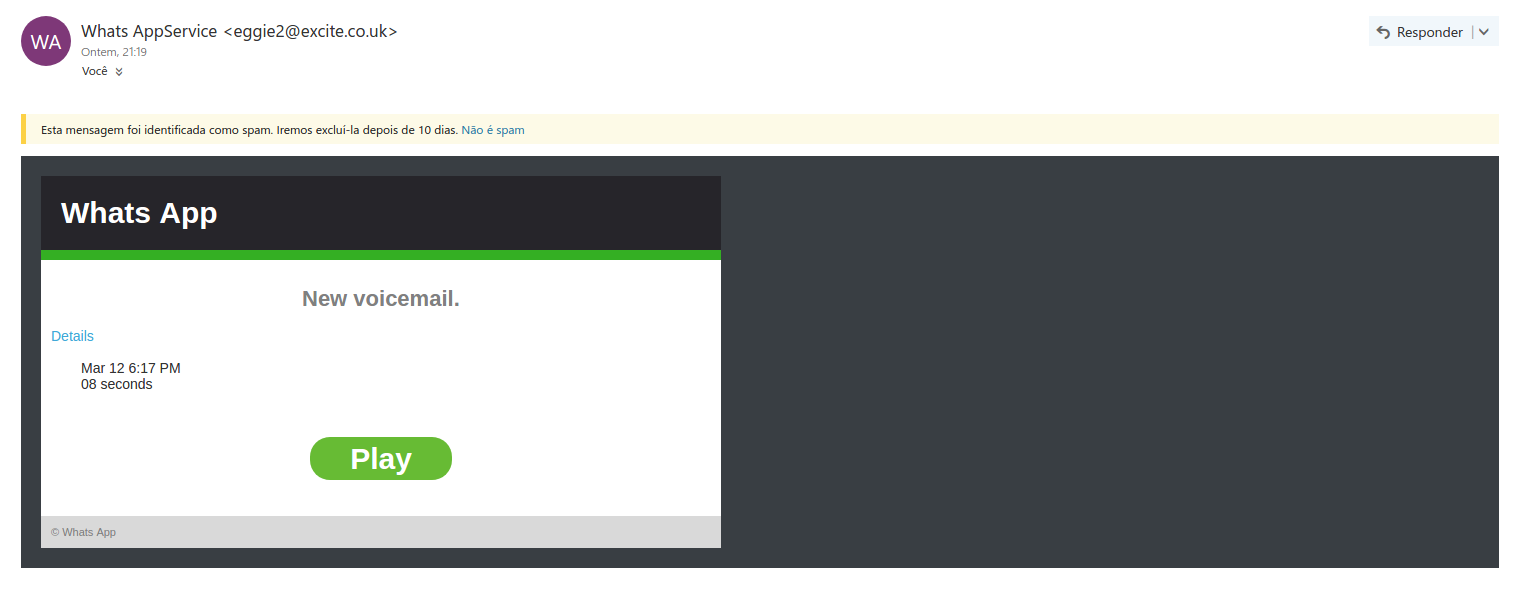 WA
Whats AppService <eggie2@excite.co.uk>
Responder
Ontem, 21:19
Você
Esta mensagem foi identificada como spam. Iremos excluí-la depois de 10 dias. Não é spam
Whats App
New voicemail.
Details
Mar 12 6:17 PM
08 seconds
Play
© Whats App